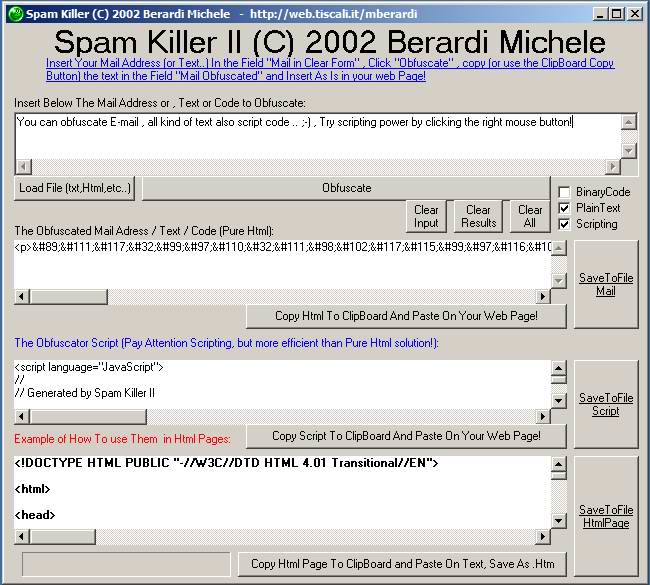 Spam Killer (C) 2002 Berardi Michele  -  http://web.tiscali.it/mberardi
Spam Killer II (C) 2002 Berardi Michele
Insert Your Mail Address (or Text..) In the Field "Mail in Clear Form" , Click "Obfuscate" , copy (or use the ClipBoard Copy
Button) the text in the Field "Mail Obfuscated" and Insert As Is in your web Page!
Insert Below The Mail Address or , Text or Code to Obfuscate:
You can obfuscate E-mail , all kind of text also script code .. ;-) , Try scripting power by clicking the right mouse button!
Load File (txt,Html,etc..)
Obfuscate
BinaryCode
PlainText
Scripting
Clear Input
Clear Results
Clear All
The Obfuscated Mail Adress / Text / Code (Pure Html):
<p>&#89;&#111;&#117;&#32;&#99;&#97;&#110;&#32;&#111;&#98;&#102;&#117;&#115;&#99;&#97;&#116;&#10
SaveToFile Mail
Copy Html To ClipBoard And Paste On Your Web Page!
The Obfuscator Script (Pay Attention Scripting, but more efficient than Pure Html solution!):
<script language="JavaScript">
//
// Generated by Spam Killer II
SaveToFile Script
Copy Script To ClipBoard And Paste On Your Web Page!
Example of How To use Them  in Html Pages:
<!DOCTYPE HTML PUBLIC "-//W3C//DTD HTML 4.01 Transitional//EN">
<html>
<head>
SaveToFile HtmlPage
Copy Html Page To ClipBoard and Paste On Text, Save As .Htm